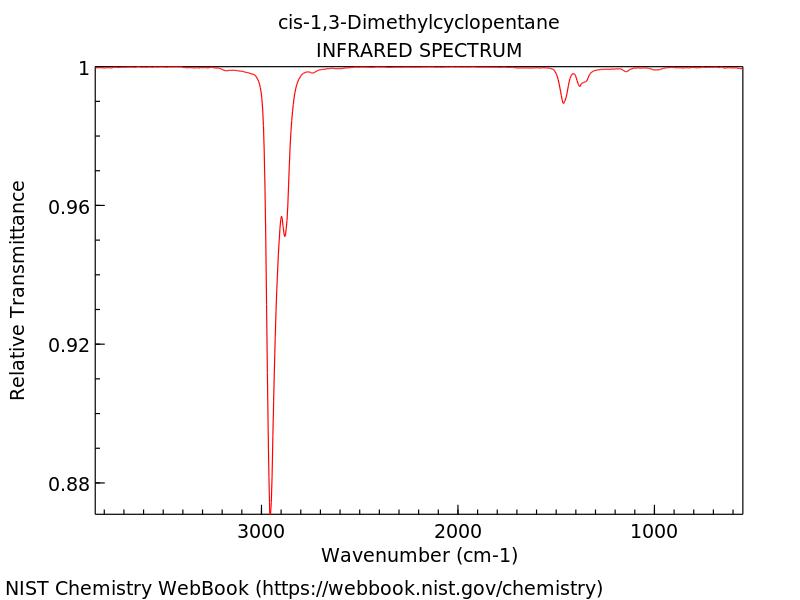 cis-1,3-Dimethylcyclopentane
INFRARED SPECTRUM
1
0.96
0.92
0.88
Relative Transmittance
3000 2000 1000
Wavenumber (cm-1)
NIST Chemistry WebBook (https://webbook.nist.gov/chemistry)